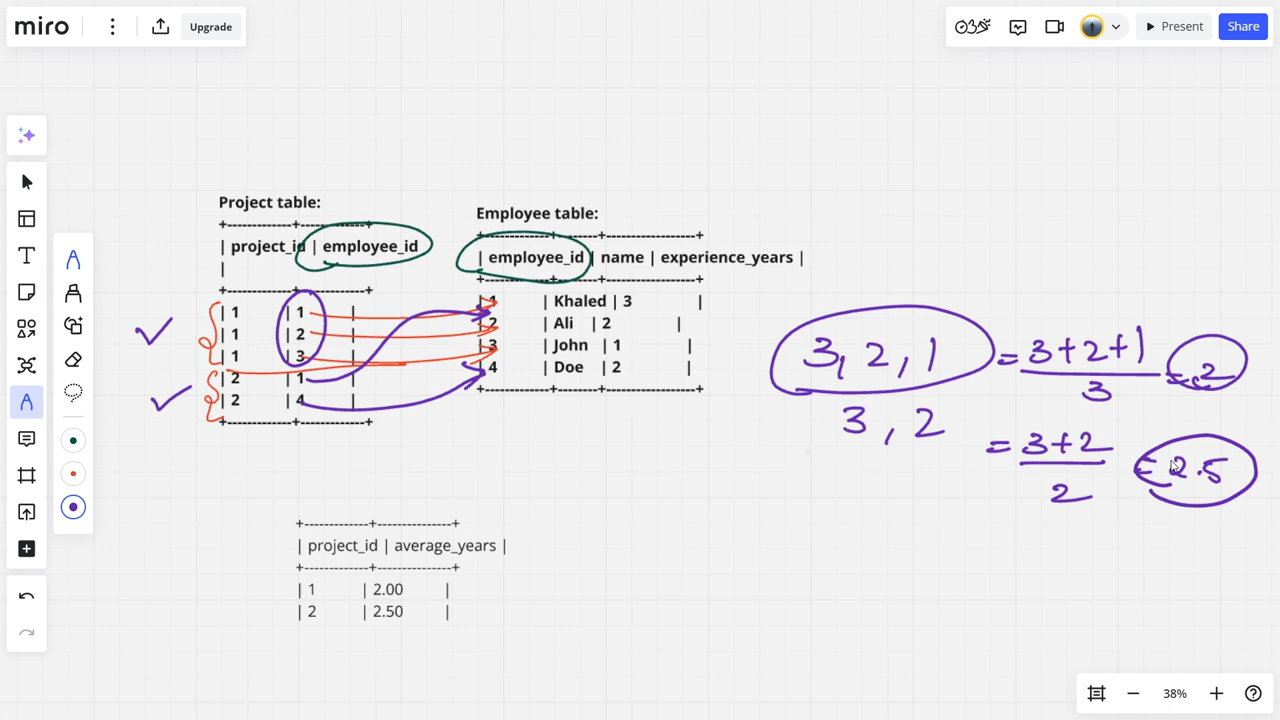 miro
Upgrade
Present
Share
Project table:
+-------------+-------------+
| project_id | employee_id
|
+-------------+-------------+
| 1 | 1 |
| 1 | 2 |
| 1 | 3 |
| 2 | 1 |
| 2 | 4 |
+-------------+-------------+
Employee table:
+-------------+--------+------------------+
| employee_id | name | experience_years |
+-------------+--------+------------------+
| 1 | Khaled | 3 |
| 2 | Ali | 2 |
| 3 | John | 1 |
| 4 | Doe | 2 |
+-------------+--------+------------------+
3, 2, 1 = 3+2+1 / 3 = 2
3, 2 = 3+2 / 2 = 2.5
+-------------+---------------+
| project_id | average_years |
+-------------+---------------+
| 1 | 2.00 |
| 2 | 2.50 |
38%